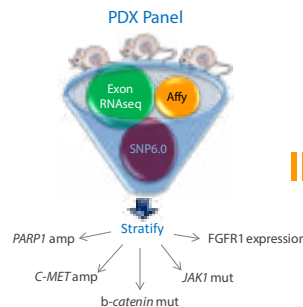 PDX Panel
Exon
RNAseq
Affy
SNP6.0
Stratify
PARP1 amp
FGFR1 expression
C-MET amp
JAK1 mut
b-catenin mut